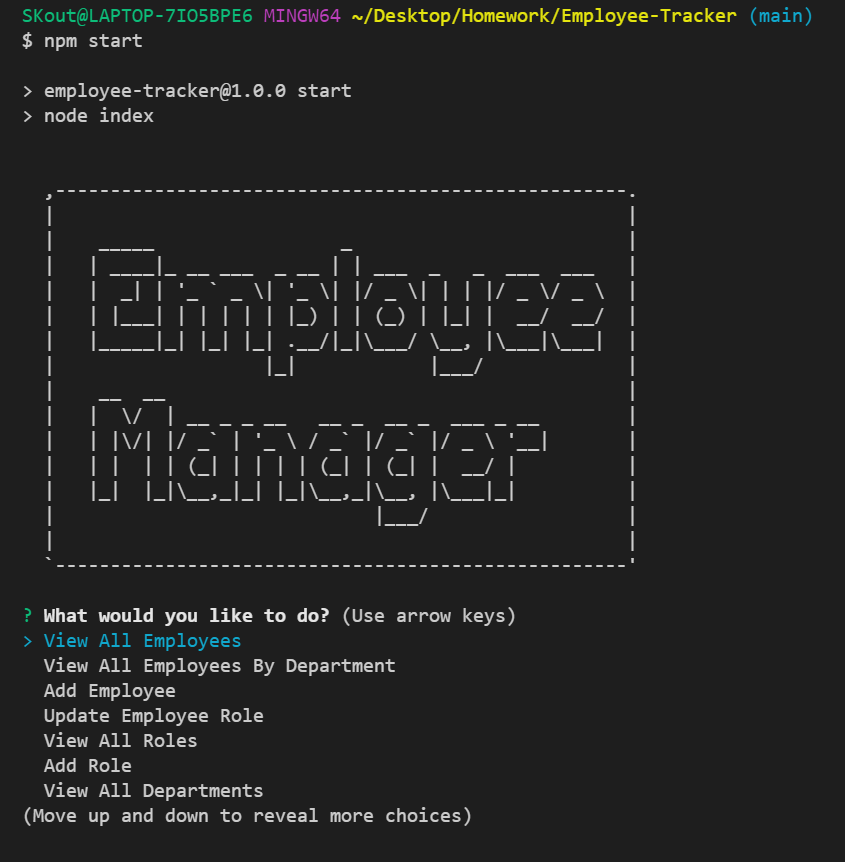 SKout@LAPTOP-7IO5BPE6 MINGW64 ~/Desktop/Homework/Employee-Tracker (main)
$ npm start
> employee-tracker@1.0.0 start
> node index
Employee
Manager
? What would you like to do? (Use arrow keys)
> View All Employees
View All Employees By Department
Add Employee
Update Employee Role
View All Roles
Add Role
View All Departments
(Move up and down to reveal more choices)